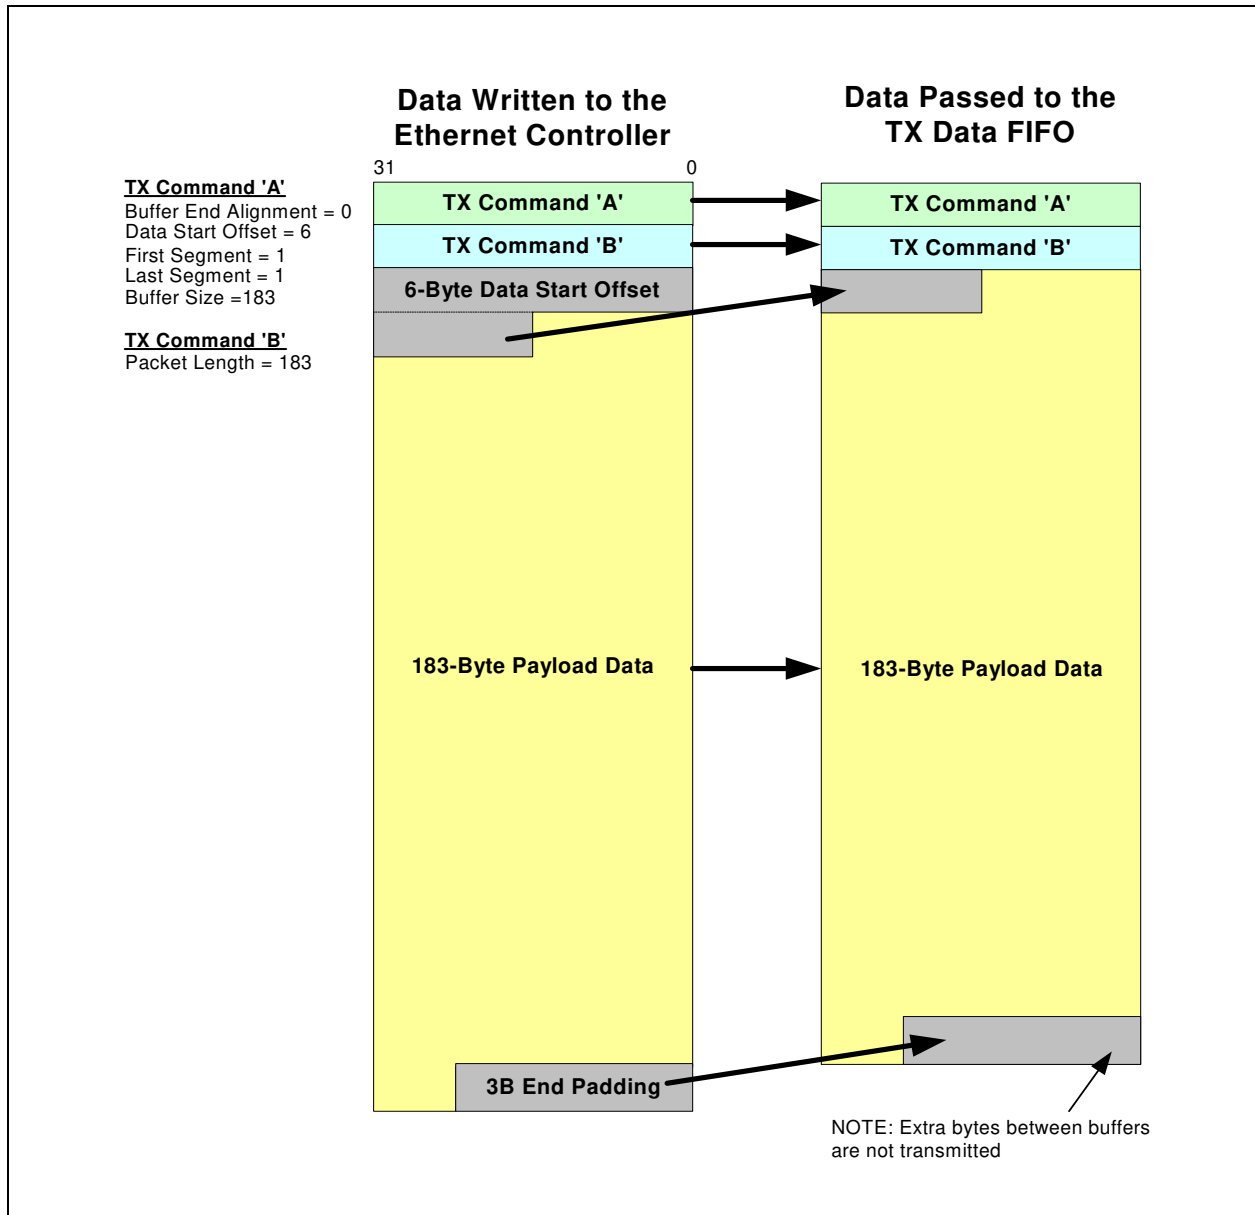 Data Written to the
Ethernet Controller
Data Passed to the
TX Data FIFO
31
0
TX Command 'A'
Buffer End Alignment = 0
Data Start Offset = 6
First Segment = 1
Last Segment = 1
Buffer Size =183
TX Command 'B'
Packet Length = 183
TX Command 'A'
TX Command 'B'
6-Byte Data Start Offset
183-Byte Payload Data
3B End Padding
TX Command 'A'
TX Command 'B'
183-Byte Payload Data
NOTE: Extra bytes between buffers
are not transmitted